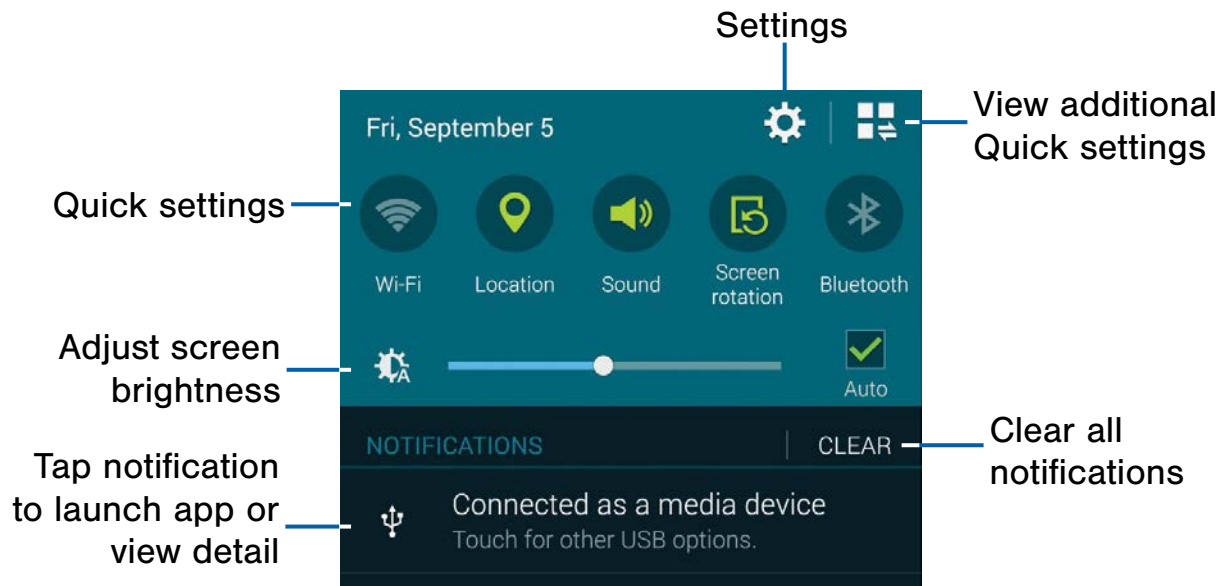 Settings
View additional
Quick settings
Fri, September 5
Quick settings
Wi-Fi
Location
Sound
Screen
rotation
Bluetooth
Adjust screen
brightness
A
Auto
NOTIFICATIONS
CLEAR
Clear all
notifications
Tap notification
to launch app or
view detail
Connected as a media device
Touch for other USB options.